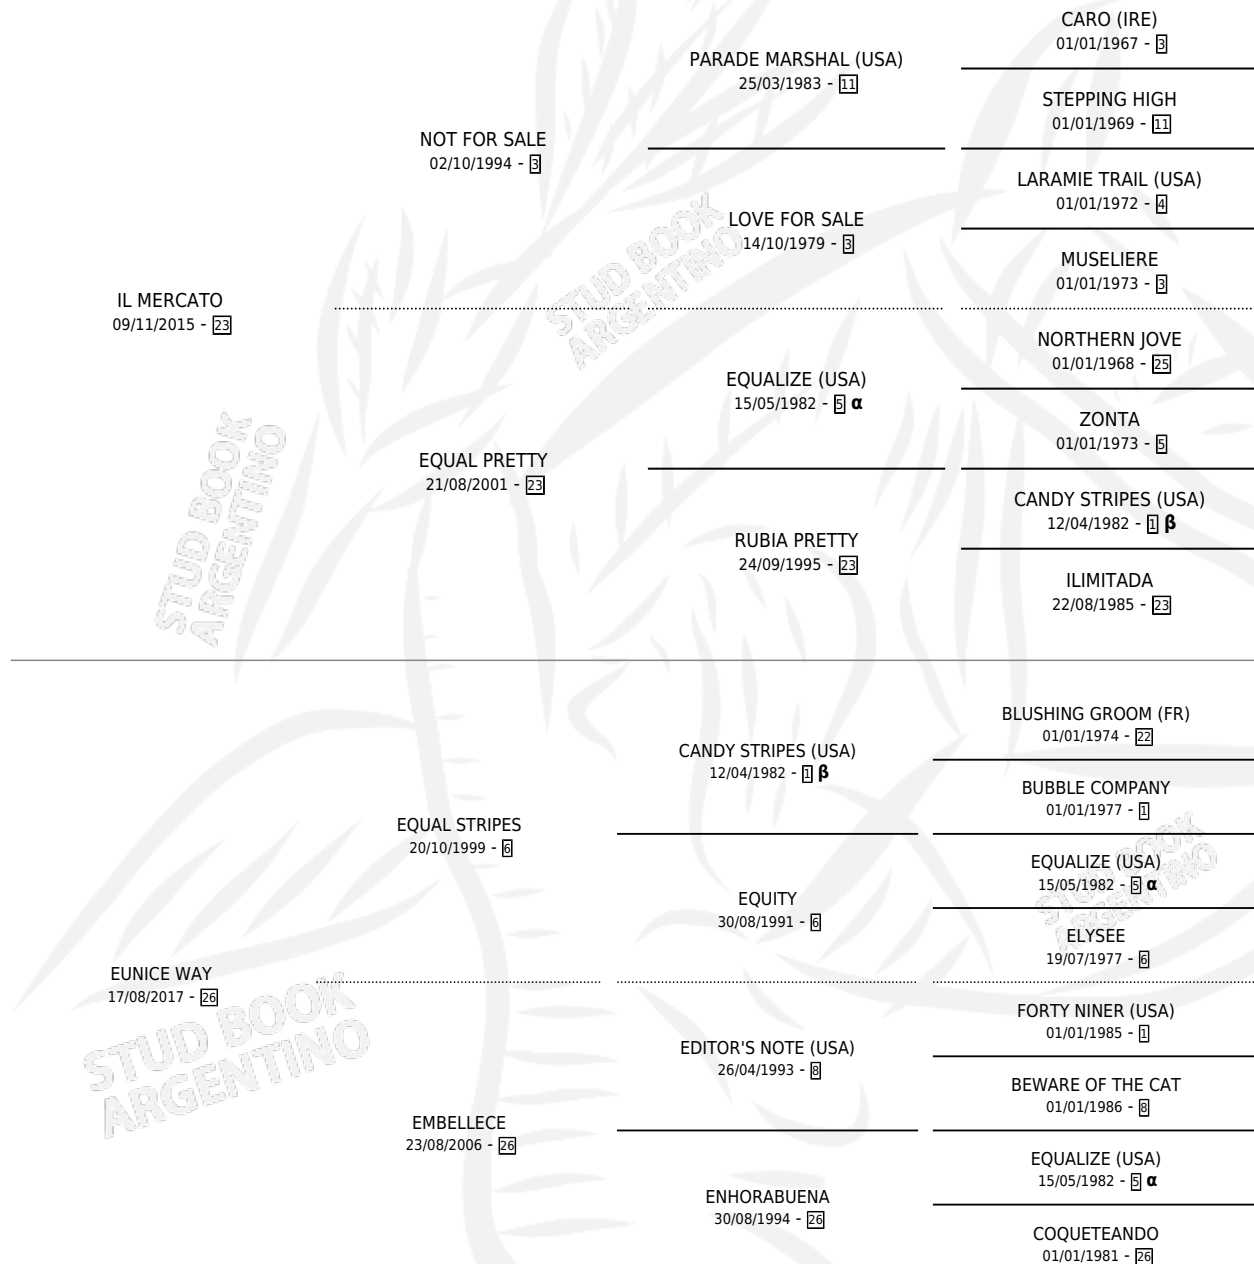 CARO (IRE)
01/01/1967 - 3
PARADE MARSHAL (USA)
25/03/1983 - 11
STEPPING HIGH
01/01/1969 - 11
NOT FOR SALE
02/10/1994 - 3
LARAMIE TRAIL (USA)
01/01/1972 - 4
LOVE FOR SALE
14/10/1979 - 3
MUSELIERE
01/01/1973 - 3
IL MERCATO
09/11/2015 - 23
NORTHERN JOVE
01/01/1968 - 25
EQUALIZE (USA)
15/05/1982 - 5 α
ZONTA
01/01/1973 - 5
EQUAL PRETTY
21/08/2001 - 23
CANDY STRIPES (USA)
12/04/1982 - 1 β
RUBIA PRETTY
24/09/1995 - 23
ILIMITADA
22/08/1985 - 23
BLUSHING GROOM (FR)
01/01/1974 - 22
CANDY STRIPES (USA)
12/04/1982 - 1 β
BUBBLE COMPANY
01/01/1977 - 1
EQUAL STRIPES
20/10/1999 - 6
EQUALIZE (USA)
15/05/1982 - 5 α
EQUITY
30/08/1991 - 6
ELYSEE
19/07/1977 - 6
EUNICE WAY
17/08/2017 - 26
FORTY NINER (USA)
01/01/1985 - 1
EDITOR'S NOTE (USA)
26/04/1993 - 8
BEWARE OF THE CAT
01/01/1986 - 8
EMBELLECE
23/08/2006 - 26
EQUALIZE (USA)
15/05/1982 - 5 α
ENHORABUENA
30/08/1994 - 26
COQUETEANDO
01/01/1981 - 26
STUD BOOK
ARGENTINO
STUD BOOK
ARGENTINO
STUD BOOK
ARGENTINO
STUD BOOK
ARGENTINO